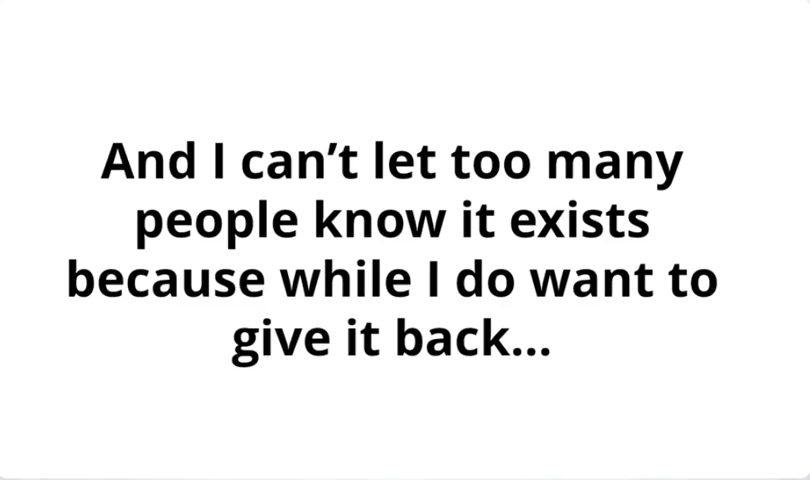 And I can’t let too many
people know it exists
because while I do want to
give it back...